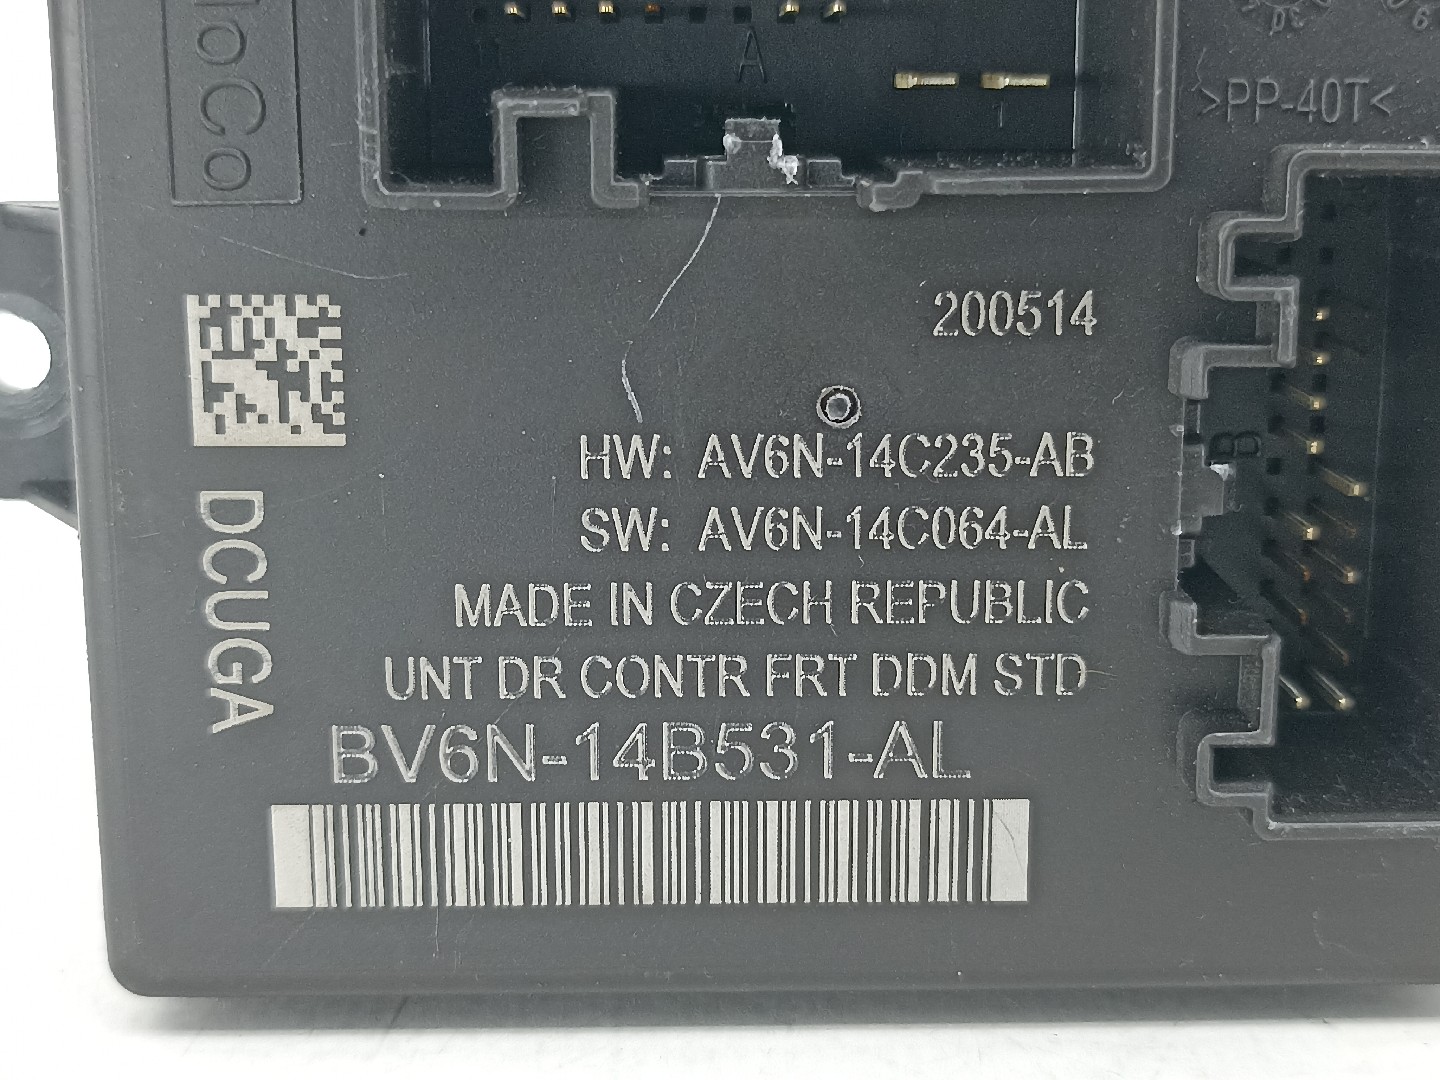 A
1
>PP-40T<
200514
B
HW: AV6N-14C235-AB
SW: AV6N-14C064-AL
MADE IN CZECH REPUBLIC
UNT DR CONTR FRT DDM STD
BV6N-14B531-AL
DCUGA